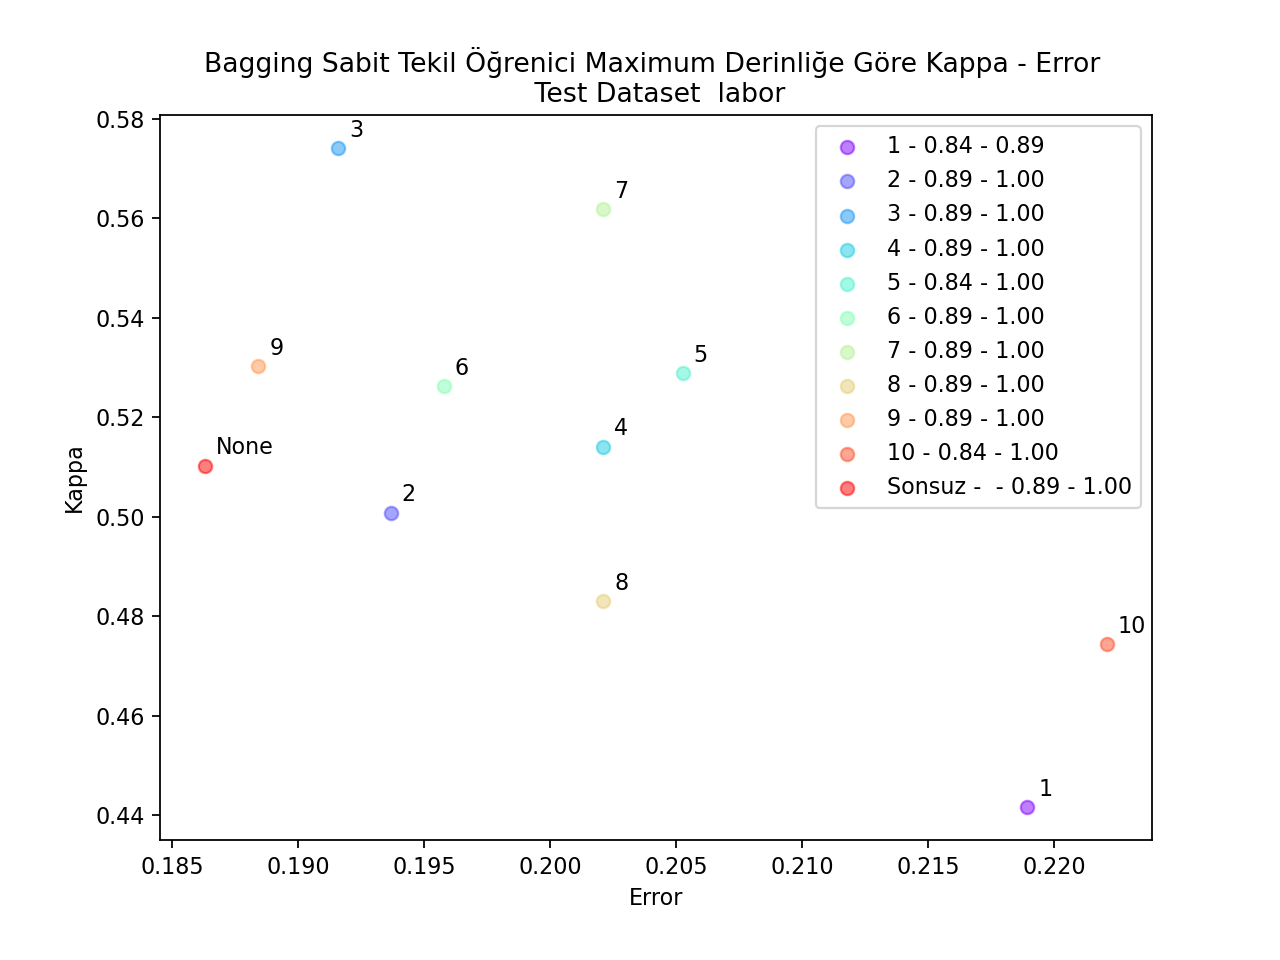 Bagging Sabit Tekil Öğrenici Maximum Derinliğe Göre Kappa - Error
Test Dataset  labor
Kappa
0.58
0.56
0.54
0.52
0.50
0.48
0.46
0.44
3
7
9
6
5
None
4
2
8
10
1
1 - 0.84 - 0.89
2 - 0.89 - 1.00
3 - 0.89 - 1.00
4 - 0.89 - 1.00
5 - 0.84 - 1.00
6 - 0.89 - 1.00
7 - 0.89 - 1.00
8 - 0.89 - 1.00
9 - 0.89 - 1.00
10 - 0.84 - 1.00
Sonsuz -  - 0.89 - 1.00
0.185 0.190 0.195 0.200 0.205 0.210 0.215 0.220
Error